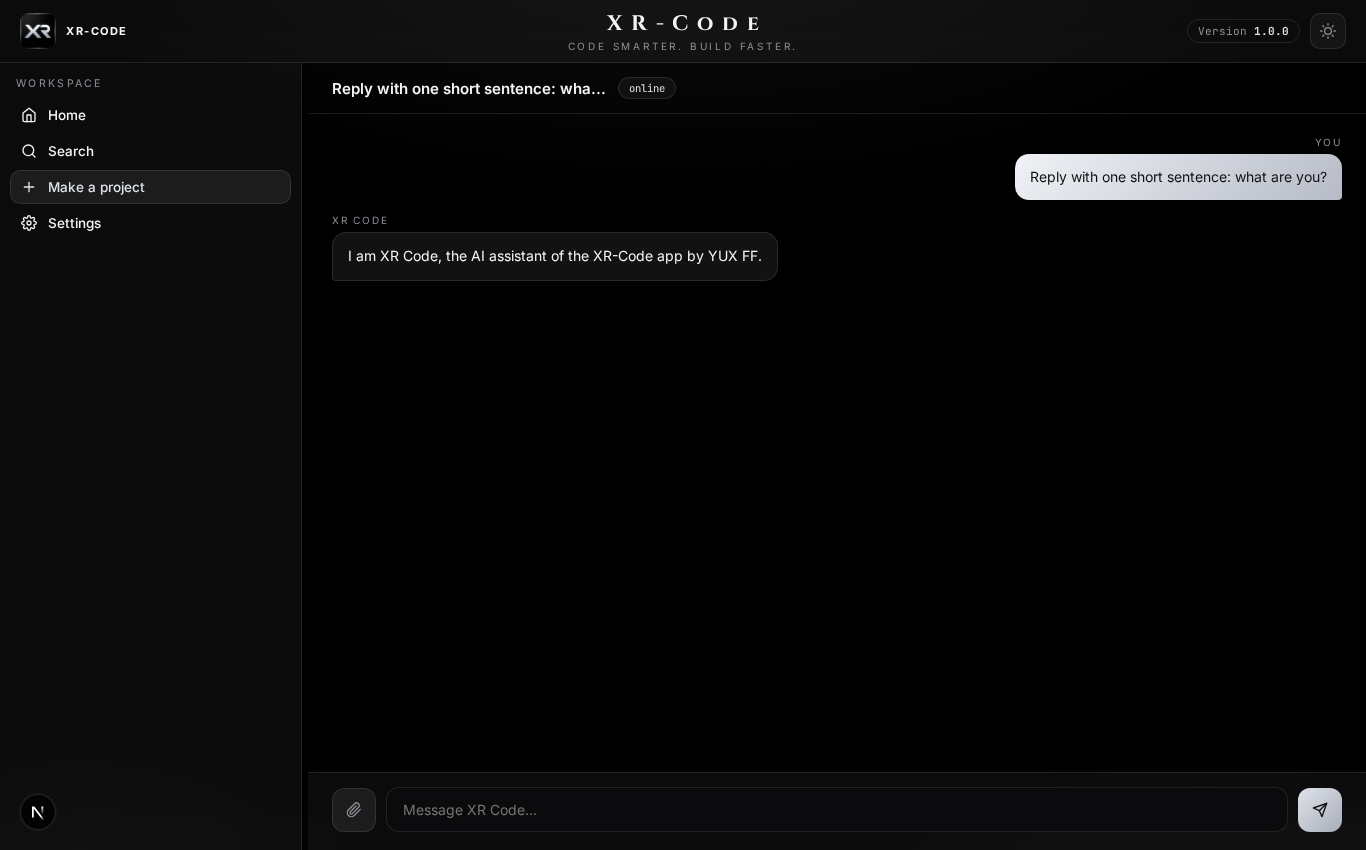 XR
XR-CODE
XR-CODE
CODE SMARTER. BUILD FASTER.
Version 1.0.0
WORKSPACE
Home
Search
Make a project
Settings
N
Reply with one short sentence: wha...
online
YOU
Reply with one short sentence: what are you?
XR CODE
I am XR Code, the AI assistant of the XR-Code app by YUX FF.
Message XR Code...